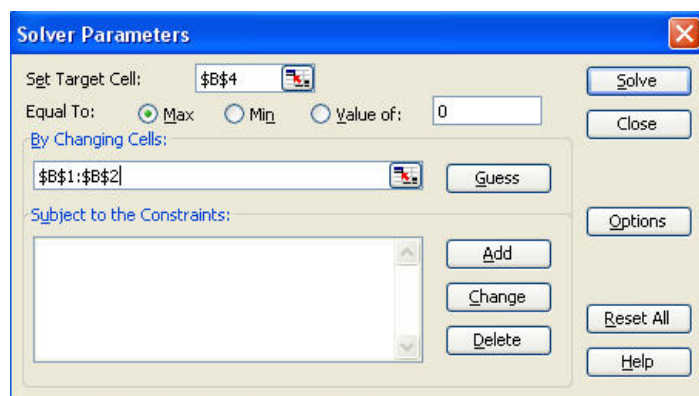 Solver Parameters
Set Target Cell: $B$4 Solve
Equal To: Max Min Value of: 0 Close
By Changing Cells:
$B$1:$B$2 Guess
Subject to the Constraints: Options
Add
Change
Reset All
Delete
Help